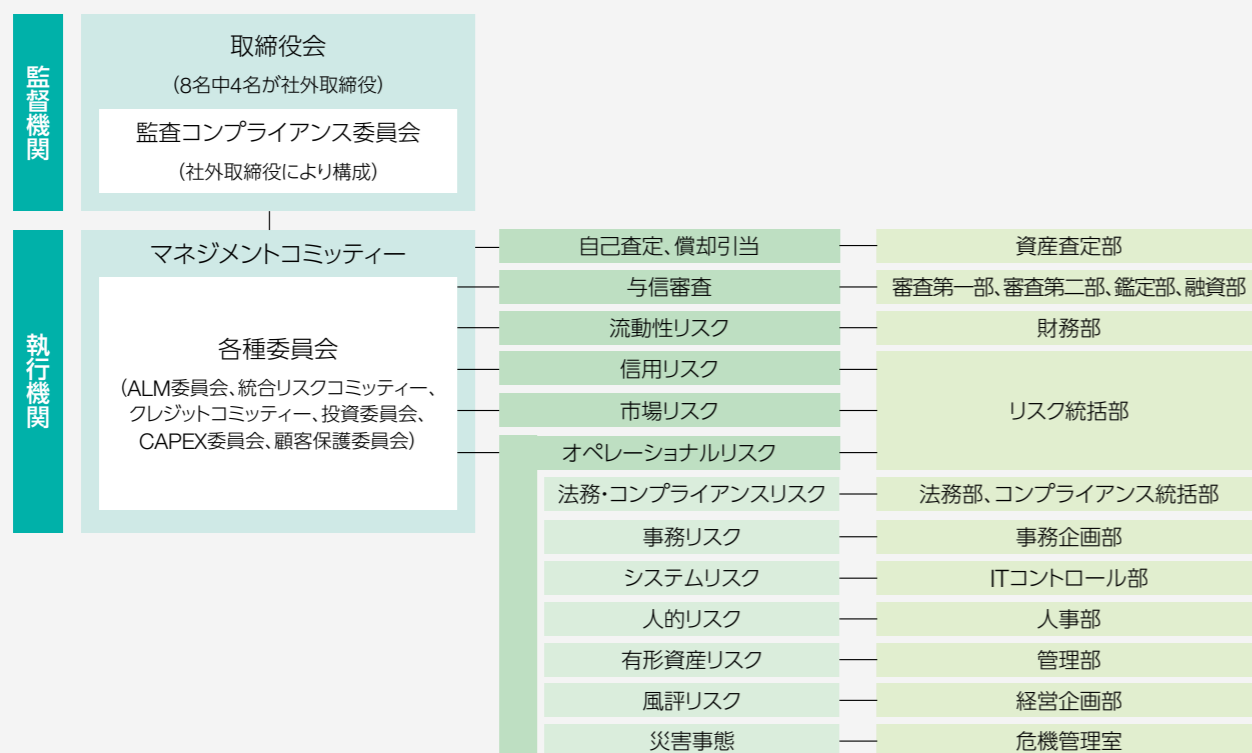 監督機関
取締役会
(8名中4名が社外取締役)
監査コンプライアンス委員会
(社外取締役により構成)
執行機関
マネジメントコミッティー
各種委員会
(ALM委員会、統合リスクコミッティー、
クレジットコミッティー、投資委員会、
CAPEX委員会、顧客保護委員会)
自己査定、償却引当
資産査定部
与信審査
審査第一部、審査第二部、鑑定部、融資部
流動性リスク
財務部
信用リスク
市場リスク
リスク統括部
オペレーショナルリスク
法務・コンプライアンスリスク
法務部、コンプライアンス統括部
事務リスク
事務企画部
システムリスク
ITコントロール部
人的リスク
人事部
有形資産リスク
管理部
風評リスク
経営企画部
災害事態
危機管理室